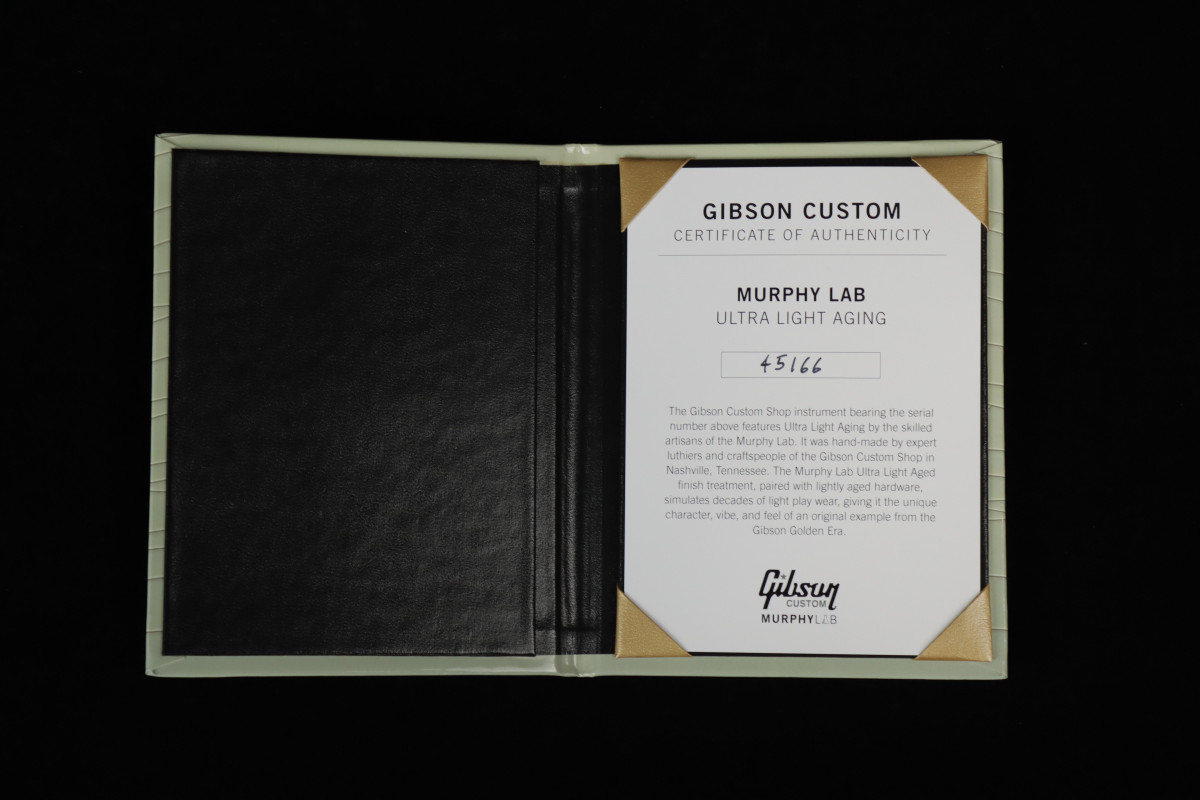 GIBSON CUSTOM
CERTIFICATE OF AUTHENTICITY
MURPHY LAB
ULTRA LIGHT AGING
45166
The Gibson Custom Shop instrument bearing the serial
number above features Ultra Light Aging by the skilled
artisans of the Murphy Lab. It was hand-made by expert
luthiers and craftspeople of the Gibson Custom Shop in
Nashville, Tennessee. The Murphy Lab Ultra Light Aged
finish treatment, paired with lightly aged hardware,
simulates decades of light play wear, giving it the unique
character, vibe, and feel of an original example from the
Gibson Golden Era.
Gibson
CUSTOM
MURPHYLAB